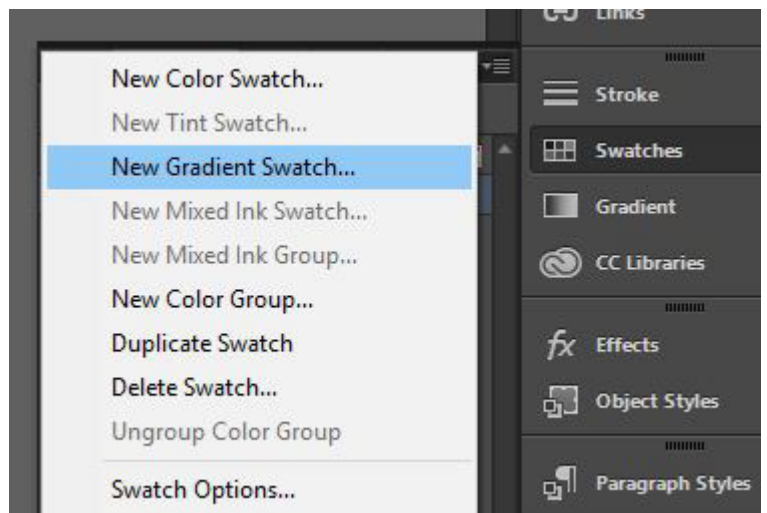 New Color Swatch...
New Tint Swatch...
New Gradient Swatch...
New Mixed Ink Swatch...
New Mixed Ink Group...
New Color Group...
Duplicate Swatch
Delete Swatch...
Ungroup Color Group
Swatch Options...
Links
Stroke
Swatches
Gradient
CC Libraries
fx Effects
Object Styles
Paragraph Styles